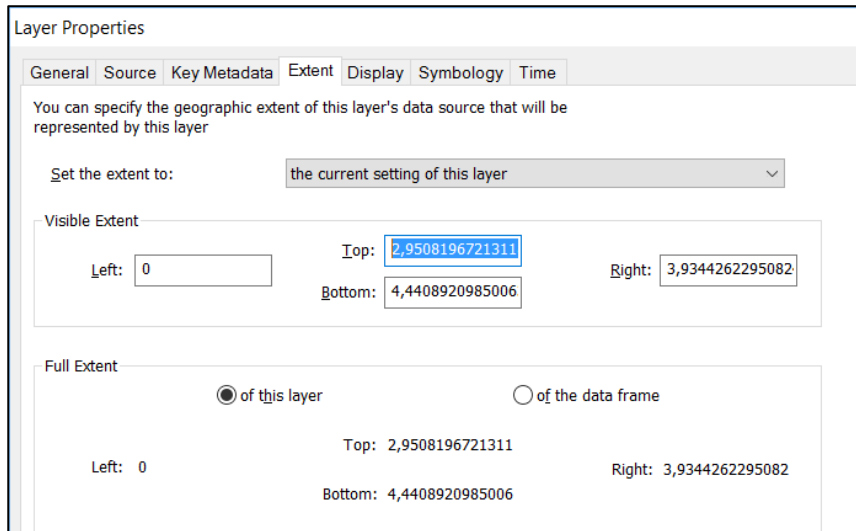 Layer Properties
General Source Key Metadata Extent Display Symbology Time
You can specify the geographic extent of this layer's data source that will be
represented by this layer
Set the extent to: the current setting of this layer
Visible Extent
Top: 2,9508196721311
Left: 0
Right: 3,9344262295082
Bottom: 4,4408920985006
Full Extent
of this layer of the data frame
Top: 2,9508196721311
Left: 0
Right: 3,9344262295082
Bottom: 4,4408920985006